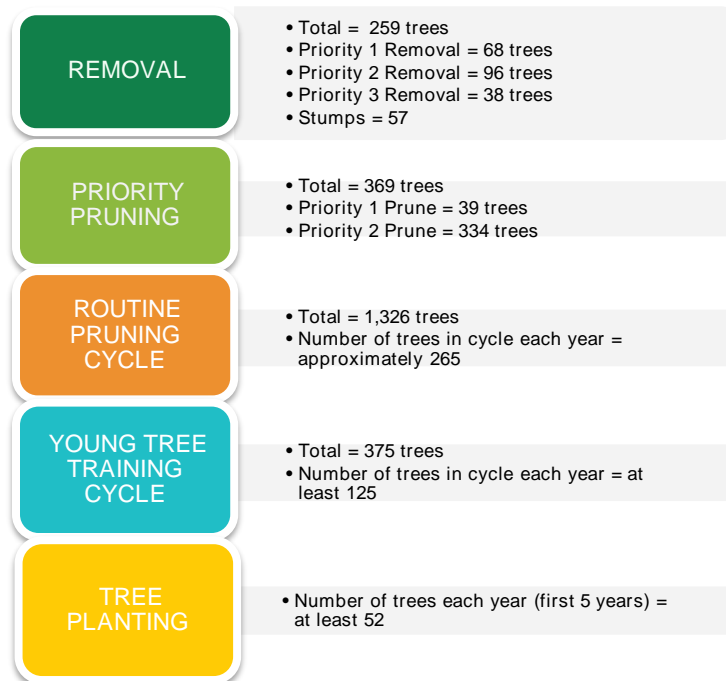 REMOVAL
• Total = 259 trees
• Priority 1 Removal = 68 trees
• Priority 2 Removal = 96 trees
• Priority 3 Removal = 38 trees
• Stumps = 57
PRIORITY
PRUNING
• Total = 369 trees
• Priority 1 Prune = 39 trees
• Priority 2 Prune = 334 trees
ROUTINE
PRUNING
CYCLE
• Total = 1,326 trees
• Number of trees in cycle each year =
approximately 265
YOUNG TREE
TRAINING
CYCLE
• Total = 375 trees
• Number of trees in cycle each year = at
least 125
TREE
PLANTING
• Number of trees each year (first 5 years) =
at least 52